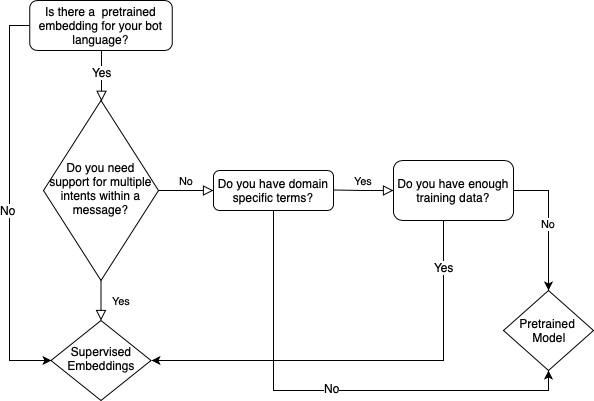 Is there a  pretrained
embedding for your bot
language?
Yes
Do you need
support for multiple
intents within a
message?
No
Do you have domain
specific terms?
Yes
Do you have enough
training data?
No
No
Yes
Yes
Pretrained
Model
Supervised
Embeddings
No